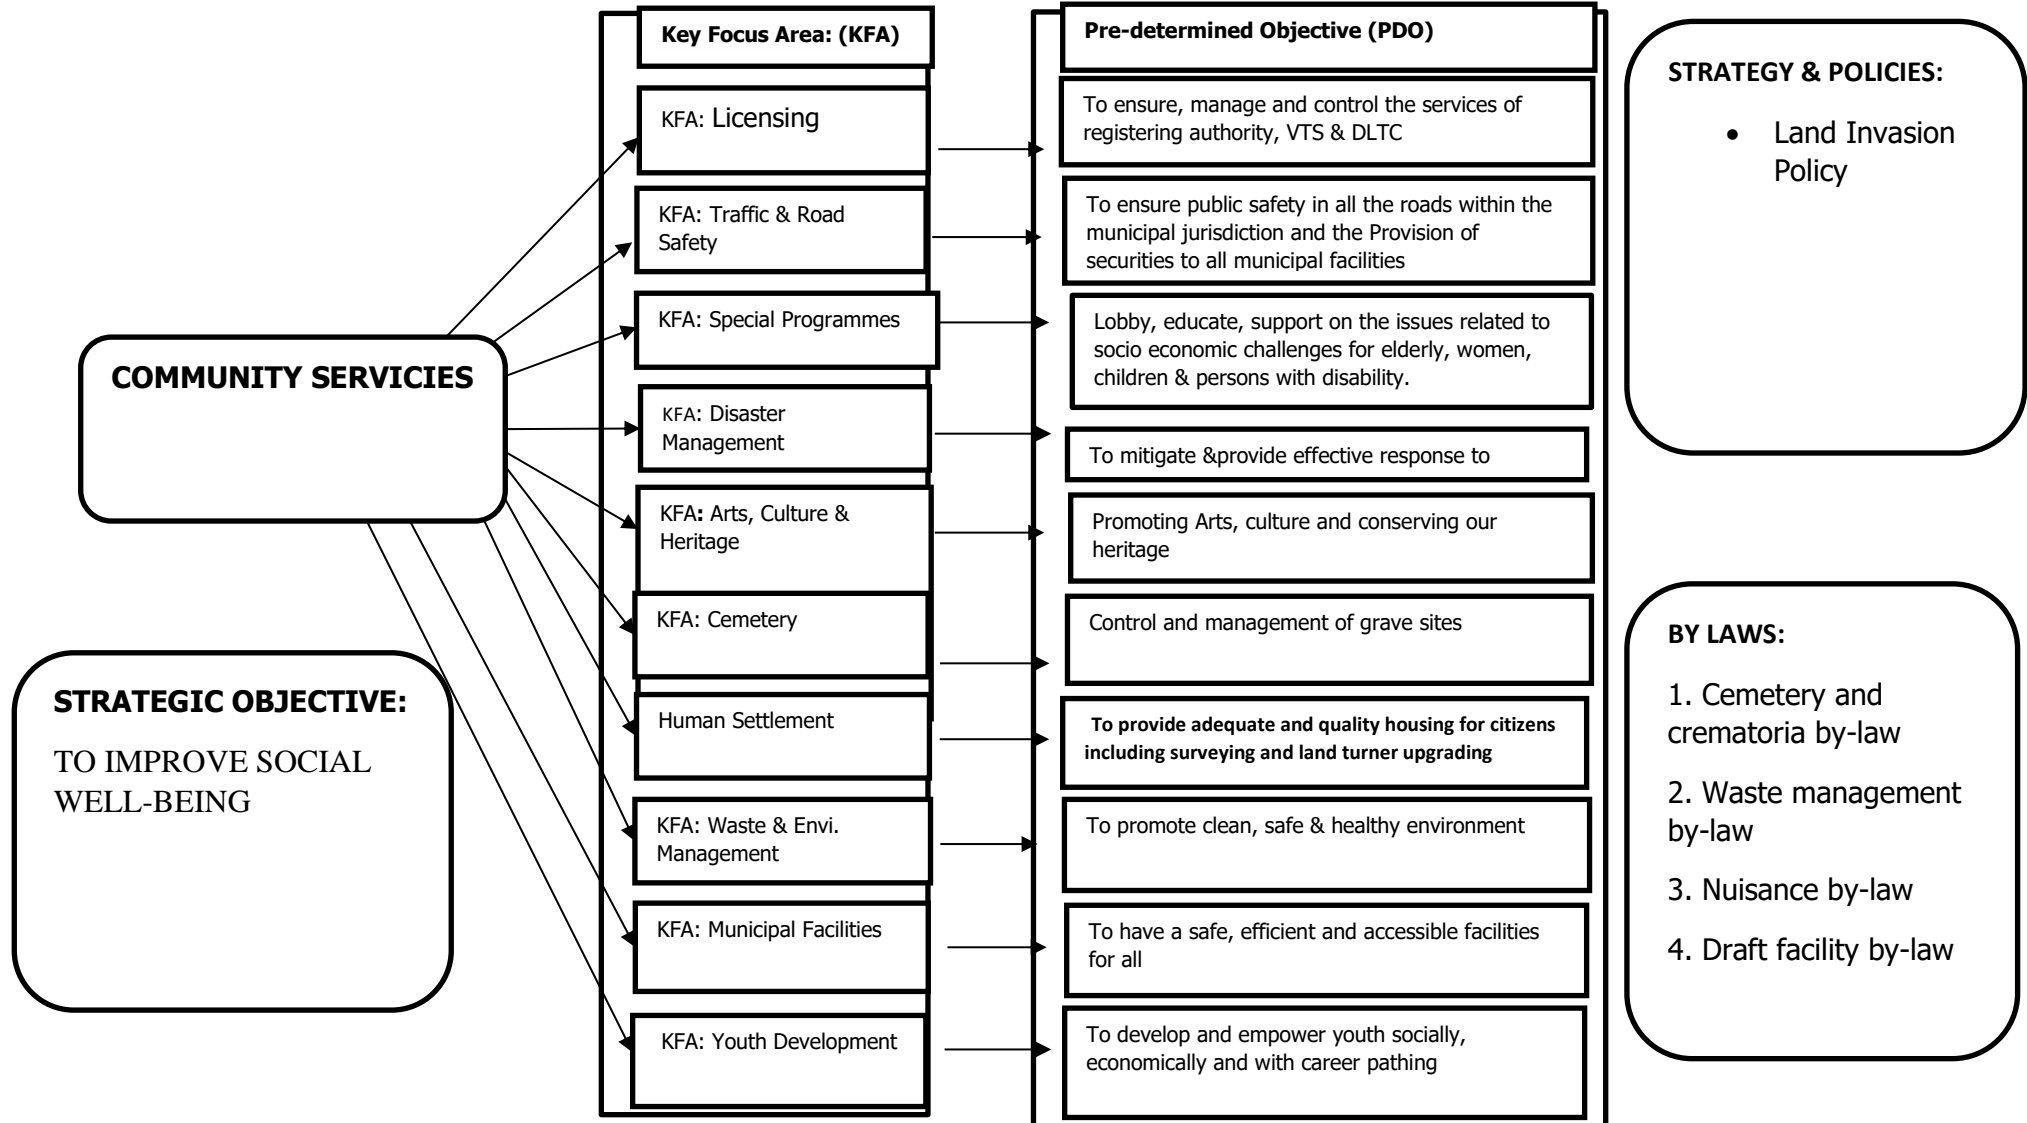 COMMUNITY SERVICIES
STRATEGIC OBJECTIVE:
TO IMPROVE SOCIAL
WELL-BEING
Key Focus Area: (KFA)
KFA: Licensing
KFA: Traffic & Road
Safety
KFA: Special Programmes
KFA: Disaster
Management
KFA: Arts, Culture &
Heritage
KFA: Cemetery
Human Settlement
KFA: Waste & Envi.
Management
KFA: Municipal Facilities
KFA: Youth Development
Pre-determined Objective (PDO)
To ensure, manage and control the services of
registering authority, VTS & DLTC
To ensure public safety in all the roads within the
municipal jurisdiction and the Provision of
securities to all municipal facilities
Lobby, educate, support on the issues related to
socio economic challenges for elderly, women,
children & persons with disability.
To mitigate &provide effective response to
Promoting Arts, culture and conserving our
heritage
Control and management of grave sites
To provide adequate and quality housing for citizens
including surveying and land turner upgrading
To promote clean, safe & healthy environment
To have a safe, efficient and accessible facilities
for all
To develop and empower youth socially,
economically and with career pathing
STRATEGY & POLICIES:
• Land Invasion
Policy
BY LAWS:
1. Cemetery and
crematoria by-law
2. Waste management
by-law
3. Nuisance by-law
4. Draft facility by-law